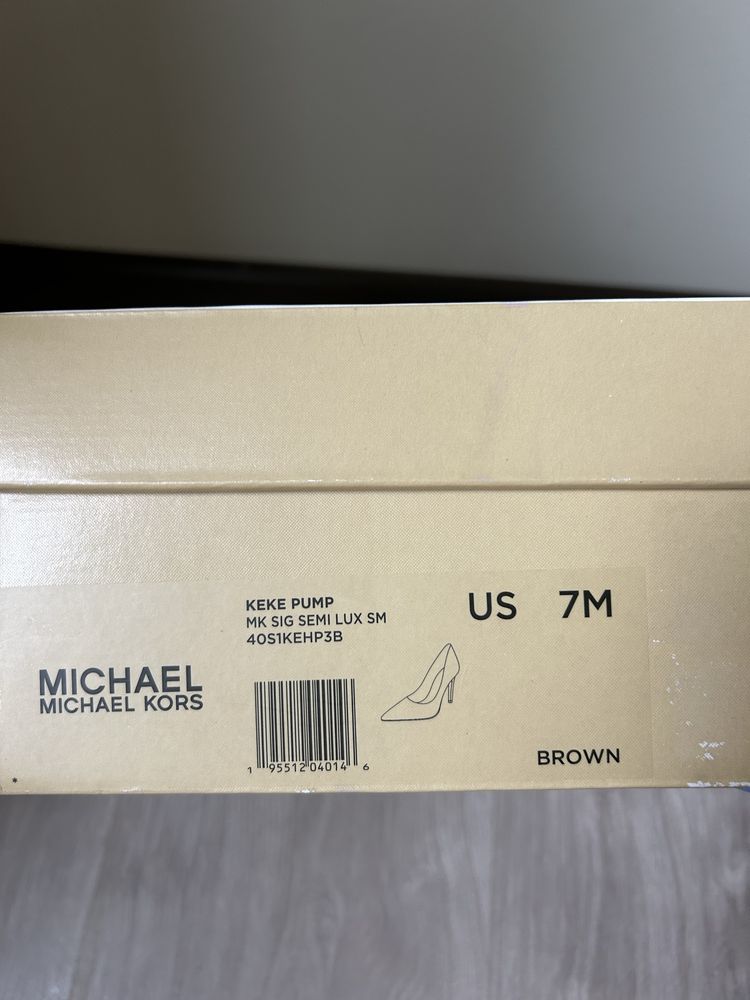 KEKE PUMP
MK SIG SEMI LUX SM
40S1KEHP3B
US 7M
MICHAEL
MICHAEL KORS
1 95512 04014 6
BROWN
*